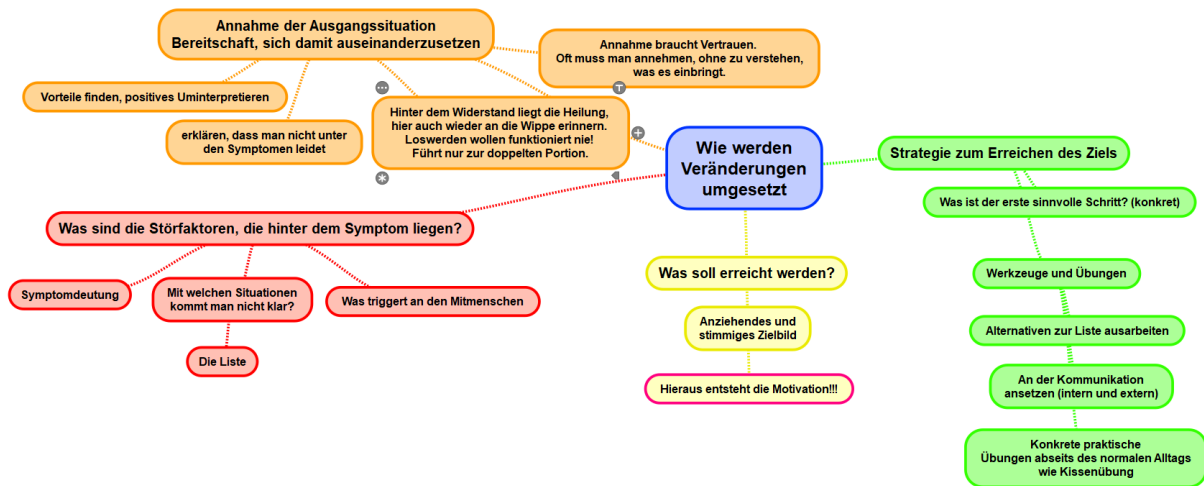 Annahme der Ausgangssituation
Bereitschaft, sich damit auseinanderzusetzen
Annahme braucht Vertrauen.
Oft muss man annehmen, ohne zu verstehen,
was es einbringt.
Vorteile finden, positives Uminterpretieren
erklären, dass man nicht unter
den Symptomen leidet
Hinter dem Widerstand liegt die Heilung,
hier auch wieder an die Wippe erinnern.
Loswerden wollen funktioniert nie!
Führt nur zur doppelten Portion.
Wie werden
Veränderungen
umgesetzt
Strategie zum Erreichen des Ziels
Was ist der erste sinnvolle Schritt? (konkret)
Werkzeuge und Übungen
Alternativen zur Liste ausarbeiten
An der Kommunikation
ansetzen (intern und extern)
Konkrete praktische
Übungen abseits des normalen Alltags
wie Kissenübung
Was sind die Störfaktoren, die hinter dem Symptom liegen?
Symptomdeutung
Mit welchen Situationen
kommt man nicht klar?
Was triggert an den Mitmenschen
Die Liste
Was soll erreicht werden?
Anziehendes und
stimmiges Zielbild
Hieraus entsteht die Motivation!!!